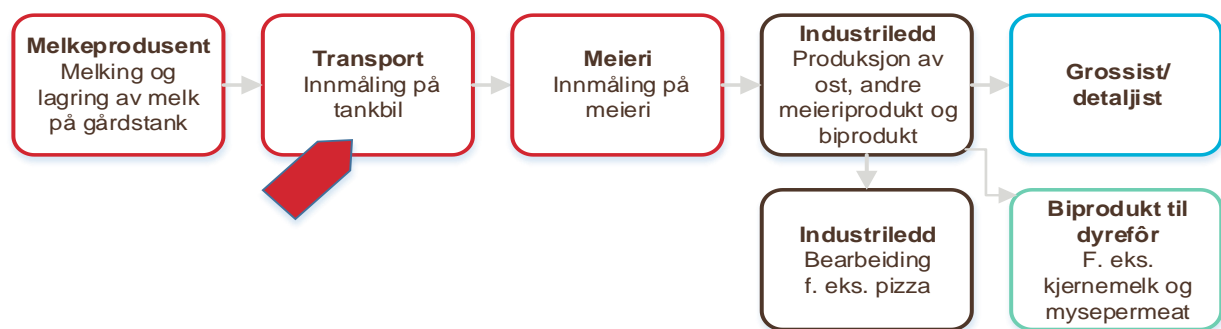 Melkeprodusent
Melking og
lagring av melk
på gårdstank
Transport
Innmåling på
tankbil
Meieri
Innmåling på
meieri
Industriledd
Produksjon av
ost, andre
meieriprodukt og
biprodukt
Grossist/
detaljist
Industriledd
Bearbeiding
f. eks. pizza
Biprodukt til
dyrefôr
F. eks.
kjernemelk og
mysepermeat